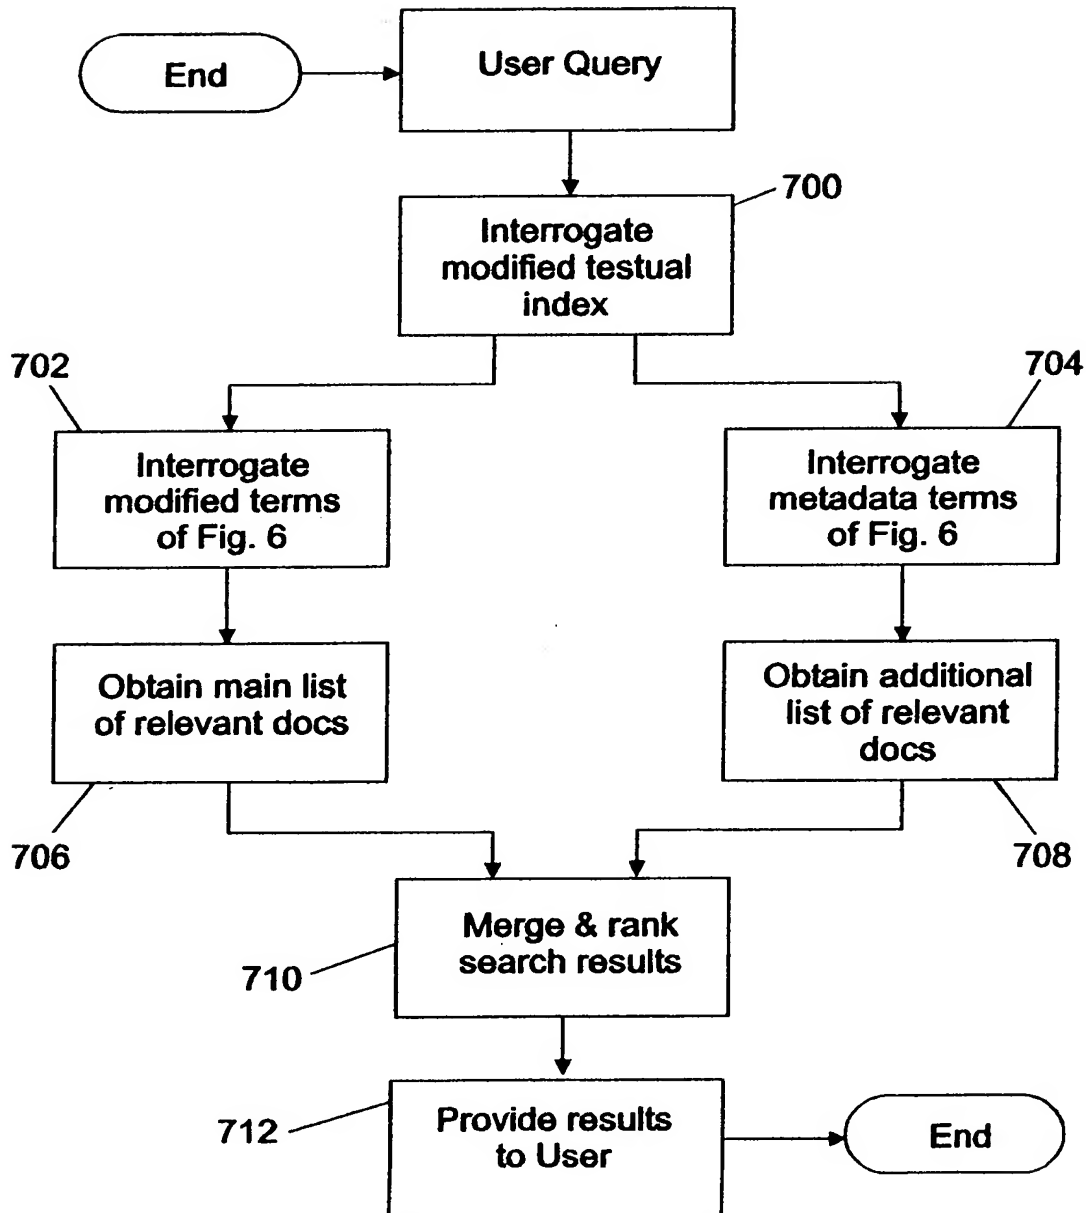 End
User Query
700
Interrogate
modified testual
index
702
704
Interrogate
modified terms
of Fig. 6
Interrogate
metadata terms
of Fig. 6
Obtain main list
of relevant docs
Obtain additional
list of relevant
docs
706
708
Merge & rank
search results
710
Provide results
to User
712
End